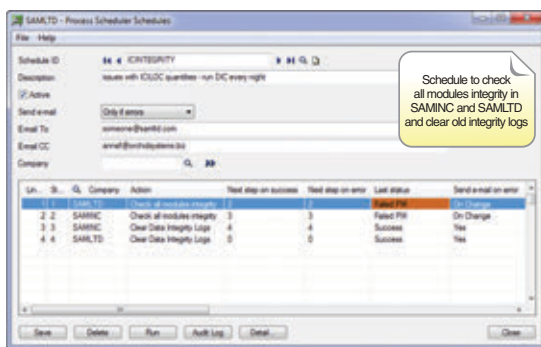 SAMLTD - Process Scheduler Schedules
File Help
Schedule ID ICINTEGRITY
Description issues with ICILOC quantities - run DIC every night
Active
Send e-mail Only if errors
Email To someone@samltd.com
Email CC annef@orchidsystems.biz
Company
Schedule to check
all modules integrity in
SAMINC and SAMLTD
and clear old integrity logs
Lin... S... Company Action Next step on success Next step on error Last status Send e-mail on error
1 1 SAMLTD Check all modules integrity 2 2 Failed On Change
2 2 SAMINC Check all modules integrity 3 3 Failed On Change
3 3 SAMINC Clear Data Integrity Logs 4 4 Success Yes
4 4 SAMLTD Clear Data Integrity Logs 0 0 Success Yes
Save Delete Run Audit Log Detail... Close